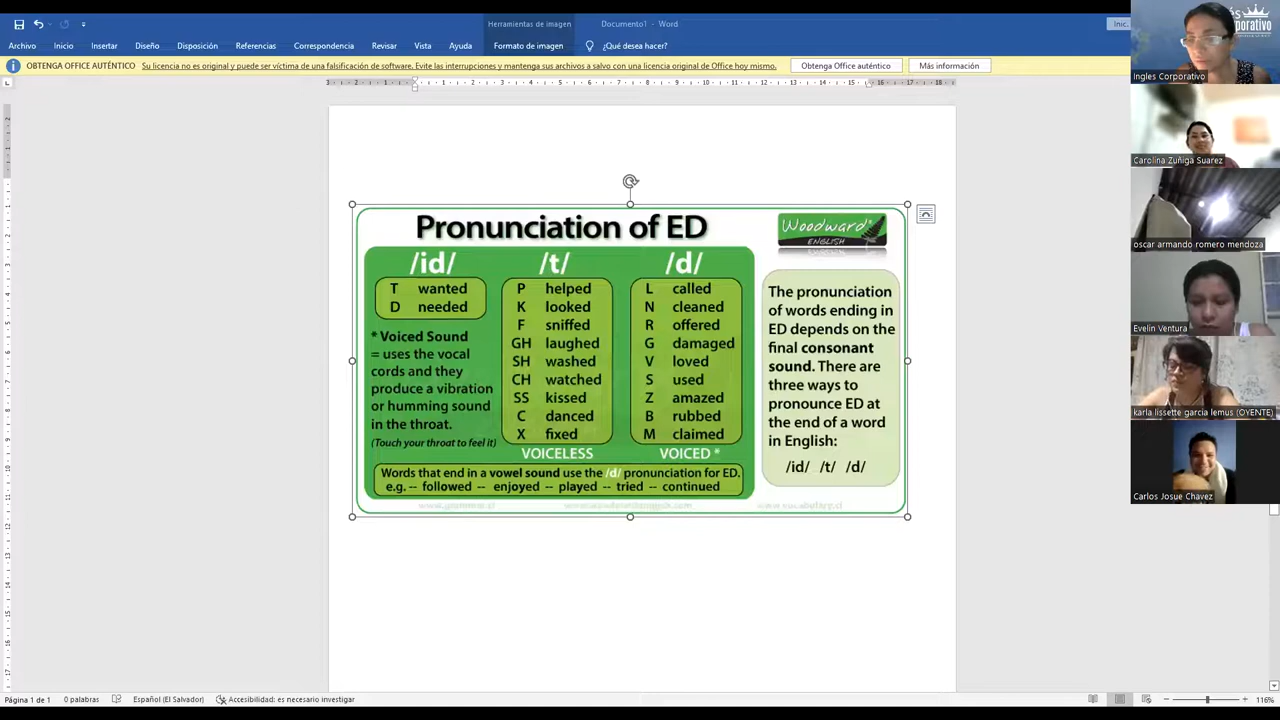 Herramientas de imagen
Documento1 - Word
Inic.
Archivo Inicio Insertar Diseño Disposición Referencias Correspondencia Revisar Vista Ayuda Formato de imagen ¿Qué desea hacer?
OBTENGA OFFICE AUTÉNTICO Su licencia no es original y puede ser víctima de una falsificación de software. Evite las interrupciones y mantenga sus archivos a salvo con una licencia original de Office hoy mismo. Obtenga Office auténtico Más información
Pronunciation of ED
Woodward
ENGLISH
/id/
T wanted
D needed
* Voiced Sound
= uses the vocal
cords and they
produce a vibration
or humming sound
in the throat.
(Touch your throat to feel it)
/t/
P helped
K looked
F sniffed
GH laughed
SH washed
CH watched
SS kissed
C danced
X fixed
VOICELESS
/d/
L called
N cleaned
R offered
G damaged
V loved
S used
Z amazed
B rubbed
M claimed
VOICED *
Words that end in a vowel sound use the /d/ pronunciation for ED.
e.g. -- followed -- enjoyed -- played -- tried -- continued
The pronunciation
of words ending in
ED depends on the
final consonant
sound. There are
three ways to
pronounce ED at
the end of a word
in English:
/id/ /t/ /d/
Ingles Corporativo
Carolina Zuñiga Suarez
oscar armando romero mendoza
Evelin Ventura
karla lissette garcia lemus (OYENTE)
Carlos Josue Chávez
Página 1 de 1 0 palabras Español (El Salvador) Accesibilidad: es necesario investigar 116%